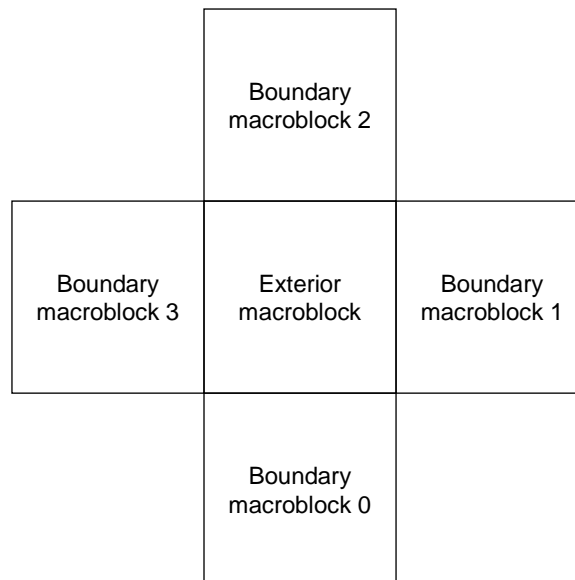 Boundary
macroblock 2
Boundary
macroblock 3
Exterior
macroblock
Boundary
macroblock 1
Boundary
macroblock 0